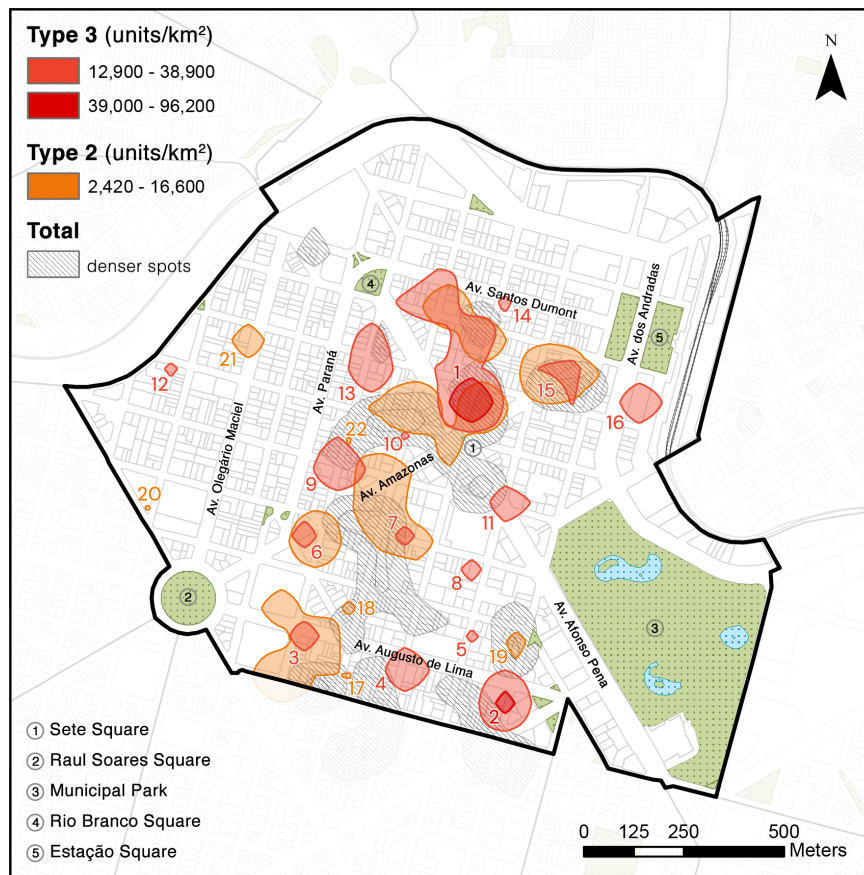 Type 3 (units/km²)
12,900 - 38,900
39,000 - 96,200
Type 2 (units/km²)
2,420 - 16,600
Total
denser spots
N
4
Av. Santos Dumont
14
Av. dos Andradas
5
21
12
Av. Paraná
13
1
15
16
Av. Olegário Maciel
22
10
1
9
Av. Amazonas
20
11
7
6
8
2
18
3
Av. Afonso Pena
5
3
Av. Augusto de Lima
19
17
4
2
1 Sete Square
2 Raul Soares Square
3 Municipal Park
4 Rio Branco Square
5 Estação Square
0 125 250 500
Meters